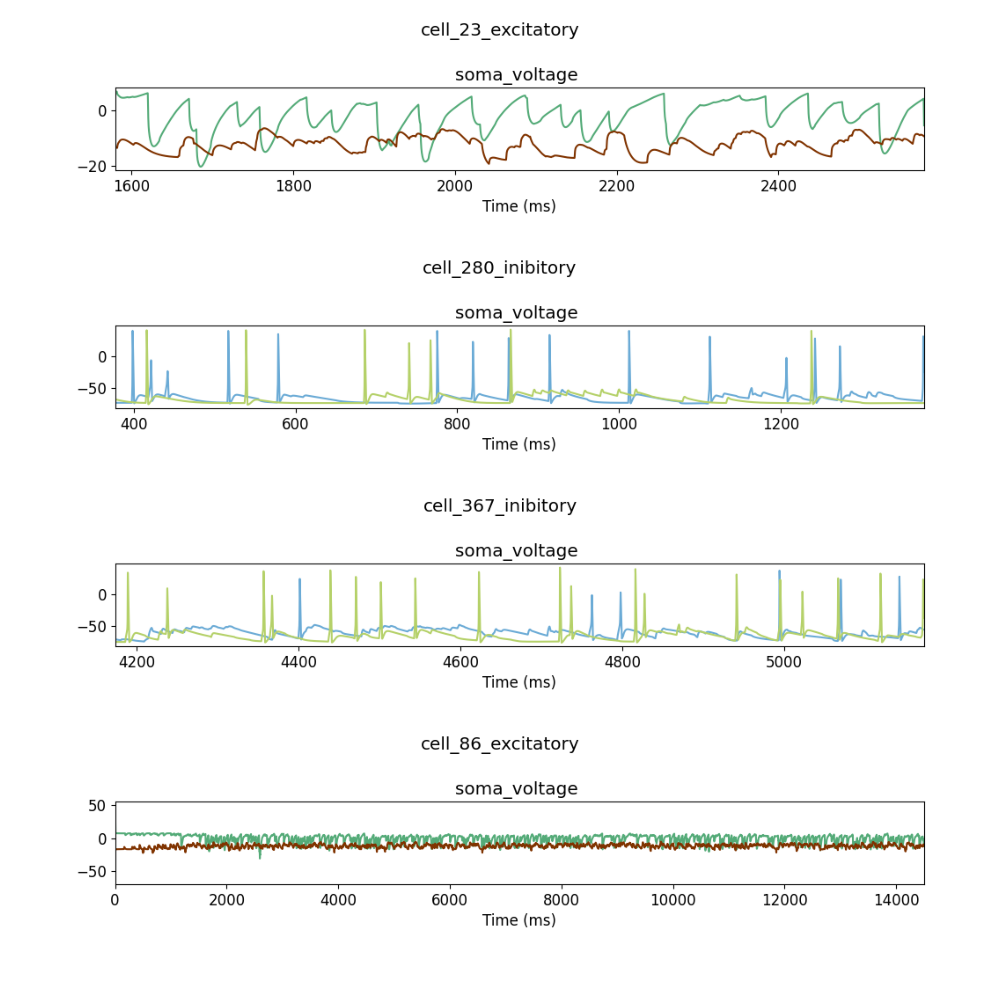 cell_23_excitatory
soma_voltage
0
−20
1600 1800 2000 2200 2400
Time (ms)
cell_280_inibitory
soma_voltage
0
−50
400 600 800 1000 1200
Time (ms)
cell_367_inibitory
soma_voltage
0
−50
4200 4400 4600 4800 5000
Time (ms)
cell_86_excitatory
soma_voltage
50
0
−50
0 2000 4000 6000 8000 10000 12000 14000
Time (ms)